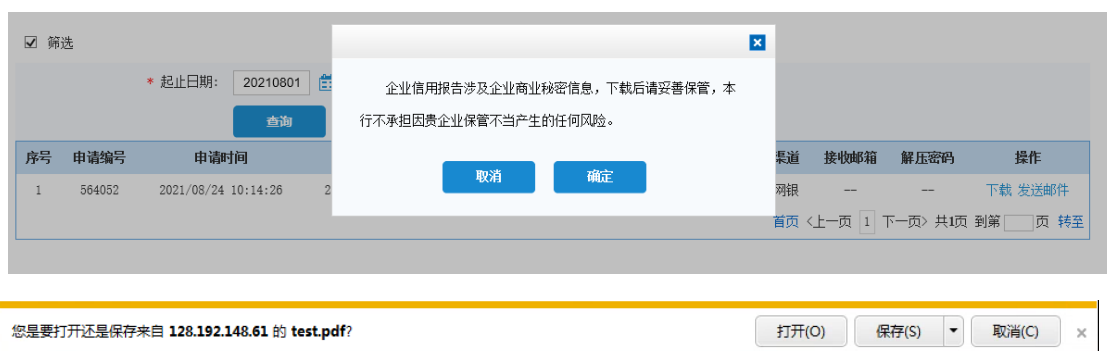 筛选
* 起止日期: 20210801
查询
企业信用报告涉及企业商业秘密信息，下载后请妥善保管，本
行不承担因贵企业保管不当产生的任何风险。
取消 确定
序号 申请编号 申请时间 渠道 接收邮箱 解压密码 操作
1 564052 2021/08/24 10:14:26 2 网银 -- -- 下载 发送邮件
首页 〈上一页 1 下一页〉 共1页 到第 页 转至
您是要打开还是保存来自 128.192.148.61 的 test.pdf? 打开(O) 保存(S) 取消(C)